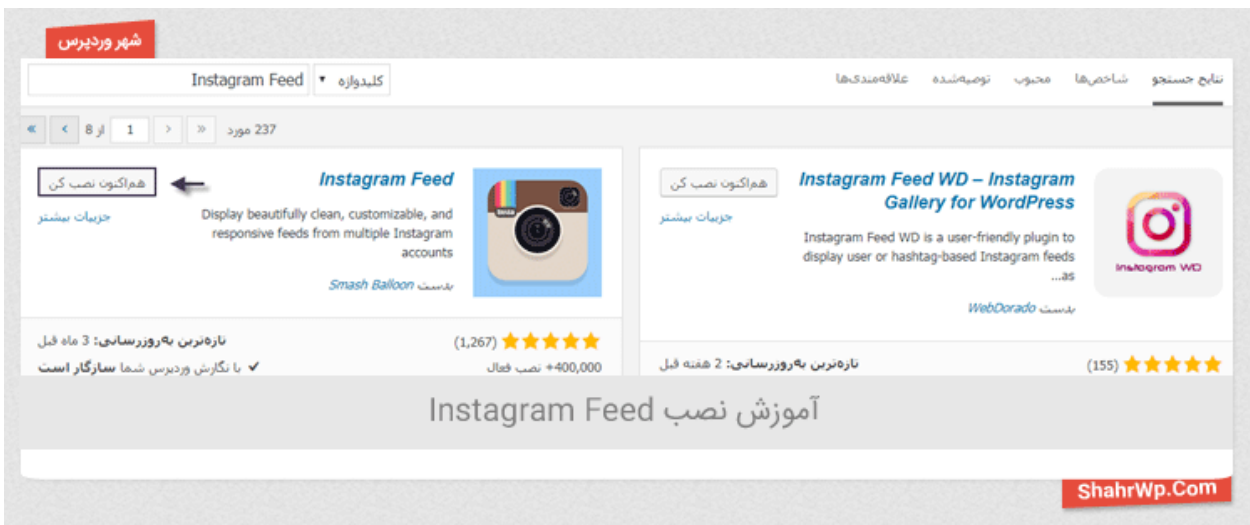 شهر وردپرس
نتایج جستجو شاخص‌ها محبوب توصیه‌شده علاقه‌مندی‌ها
کلیدواژه Instagram Feed
237 مورد « ‹ 1 از 8 › »
Instagram Feed WD – Instagram
Gallery for WordPress
هم‌اکنون نصب کن
جزییات بیشتر
Instagram Feed WD is a user-friendly plugin to
display user or hashtag-based Instagram feeds
as...
بدست WebDorado
Instagram WD
(155)
تازه‌ترین به‌روزرسانی: 2 هفته قبل
Instagram Feed
هم‌اکنون نصب کن
جزییات بیشتر
Display beautifully clean, customizable, and
responsive feeds from multiple Instagram
accounts
بدست Smash Balloon
Insta
(1,267)
تازه‌ترین به‌روزرسانی: 3 ماه قبل
400,000+ نصب فعال
با نگارش وردپرس شما سازگار است
آموزش نصب Instagram Feed
ShahrWp.Com